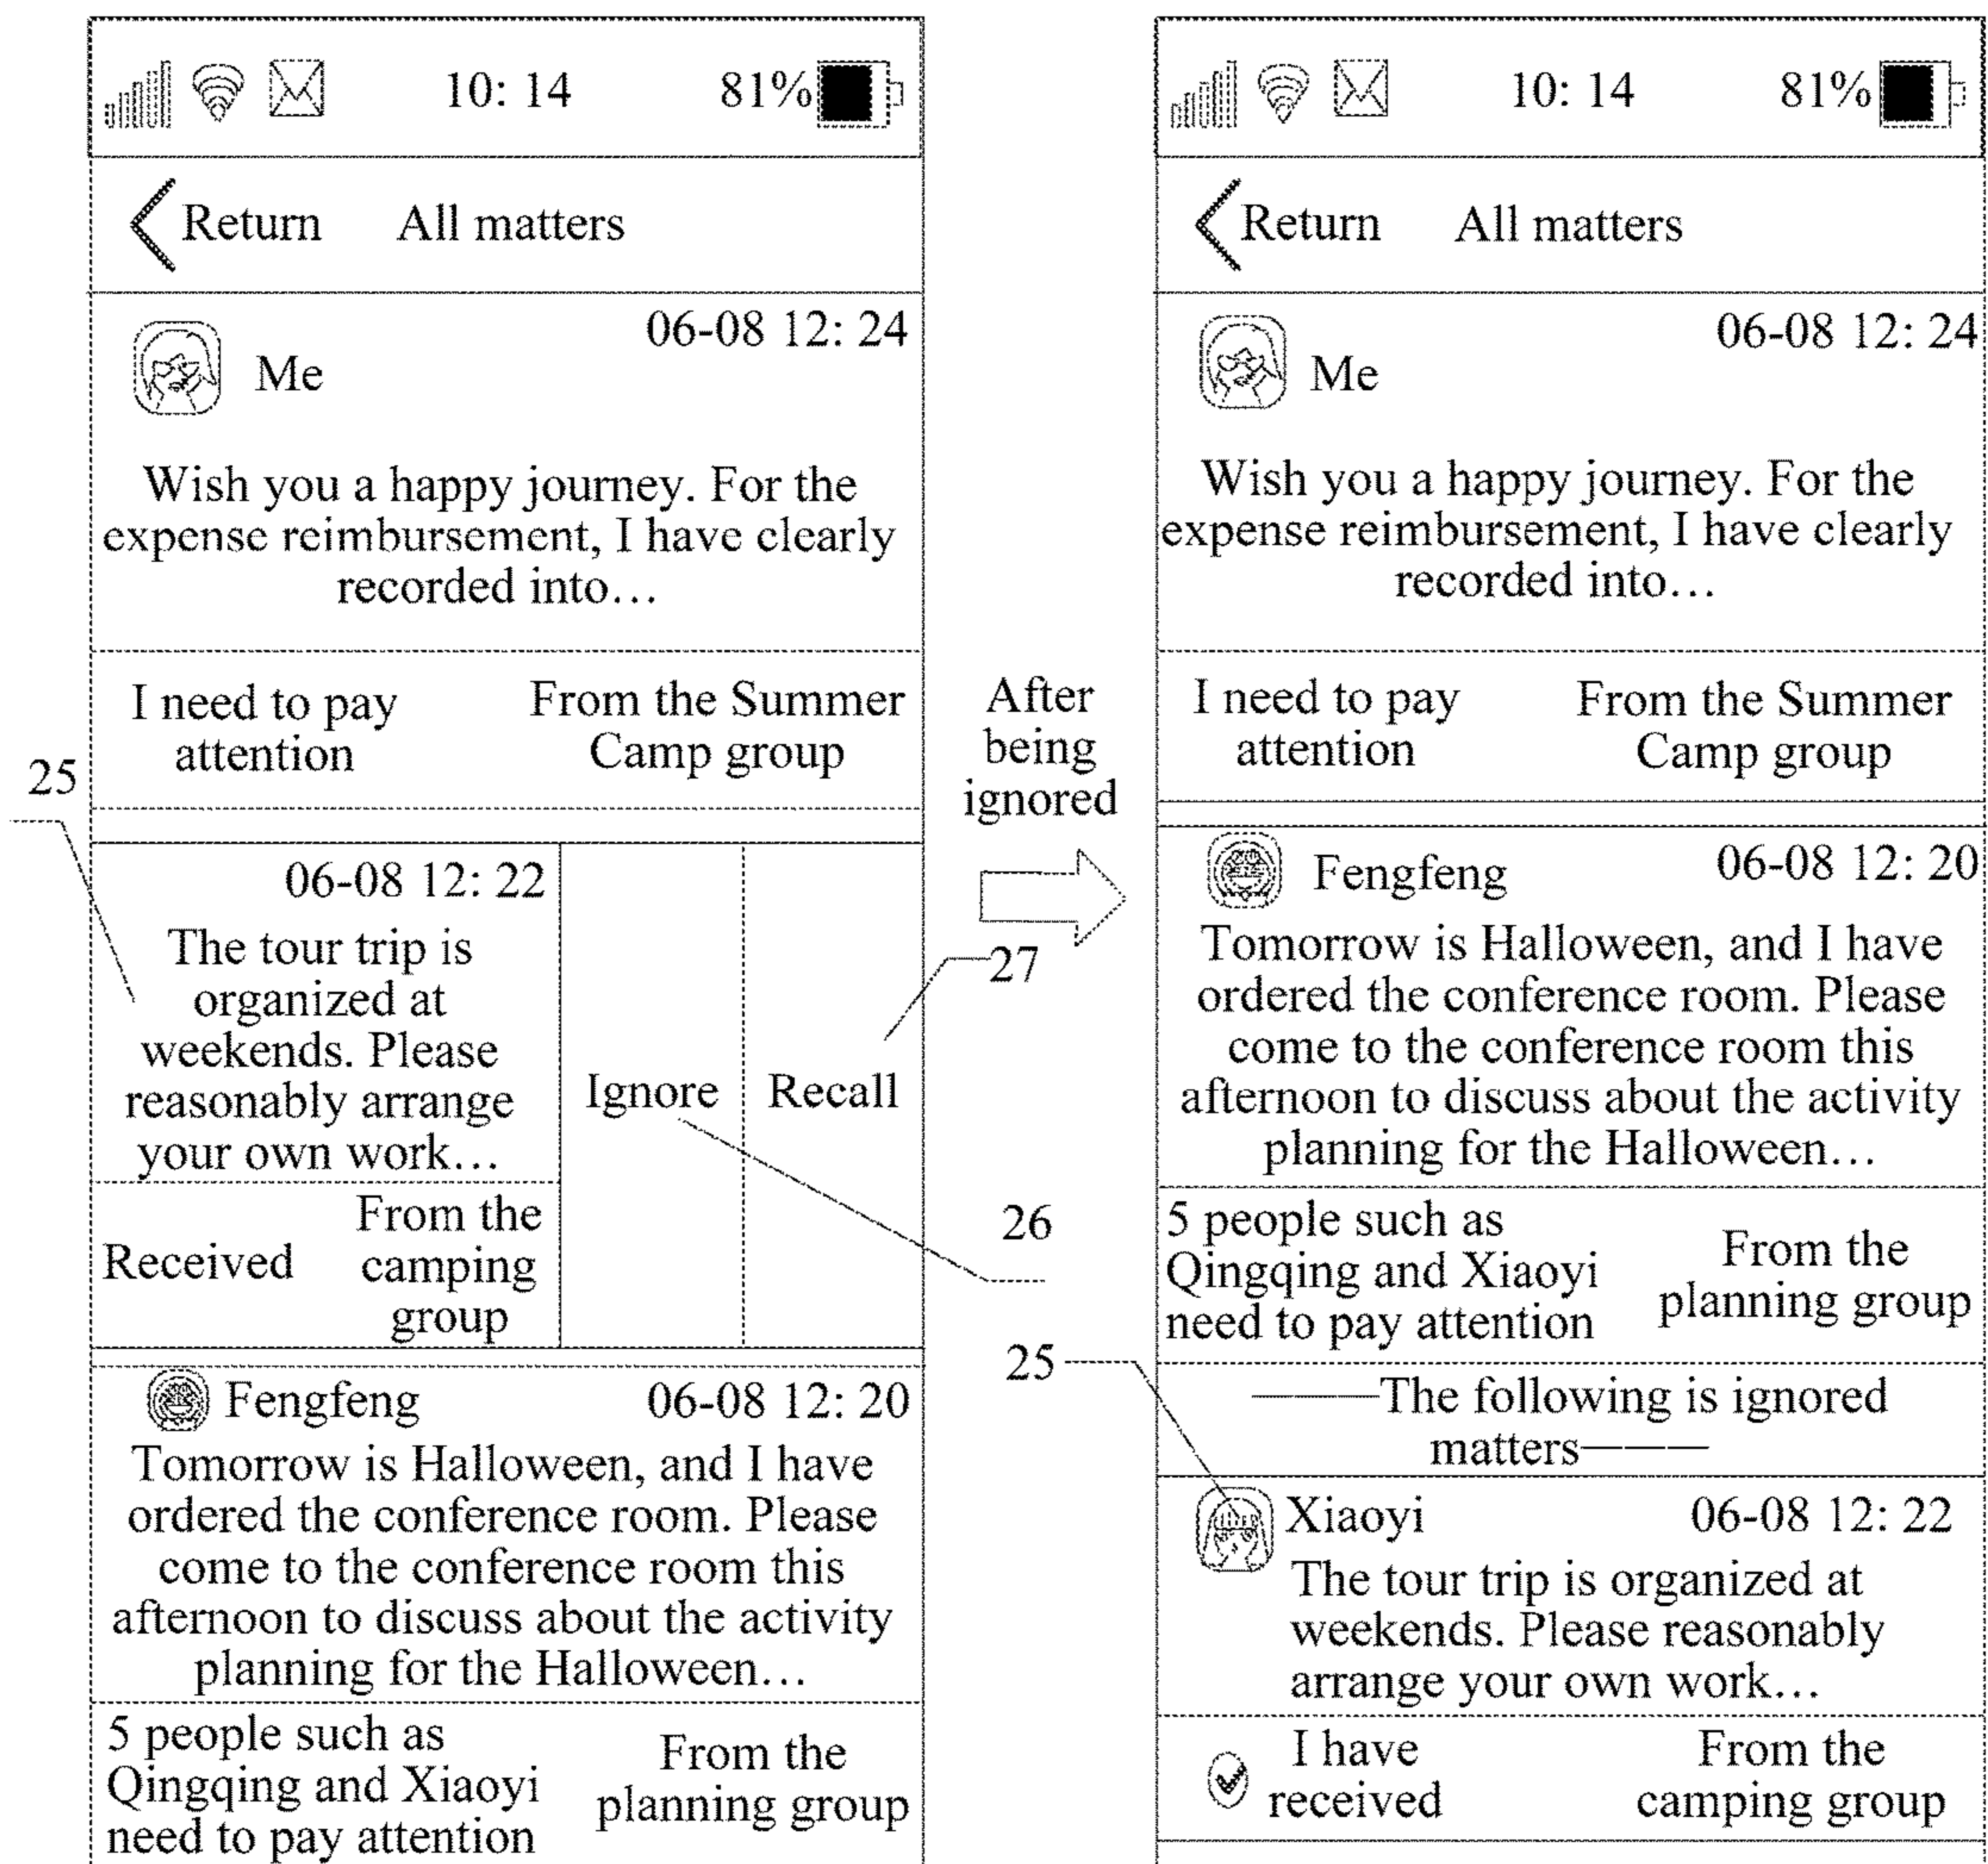 10: 14 81%
Return All matters
06-08 12: 24
Me
Wish you a happy journey. For the
expense reimbursement, I have clearly
recorded into…
I need to pay
attention
From the Summer
Camp group
25
06-08 12: 22
The tour trip is
organized at
weekends. Please
reasonably arrange
your own work…
Received
From the
camping
group
Ignore
Recall
Fengfeng 06-08 12: 20
Tomorrow is Halloween, and I have
ordered the conference room. Please
come to the conference room this
afternoon to discuss about the activity
planning for the Halloween…
5 people such as
Qingqing and Xiaoyi
need to pay attention
From the
planning group
After
being
ignored
27
26
25
10: 14 81%
Return All matters
06-08 12: 24
Me
Wish you a happy journey. For the
expense reimbursement, I have clearly
recorded into…
I need to pay
attention
From the Summer
Camp group
Fengfeng 06-08 12: 20
Tomorrow is Halloween, and I have
ordered the conference room. Please
come to the conference room this
afternoon to discuss about the activity
planning for the Halloween…
5 people such as
Qingqing and Xiaoyi
need to pay attention
From the
planning group
———The following is ignored
matters———
Xiaoyi 06-08 12: 22
The tour trip is organized at
weekends. Please reasonably
arrange your own work…
I have
received
From the
camping group